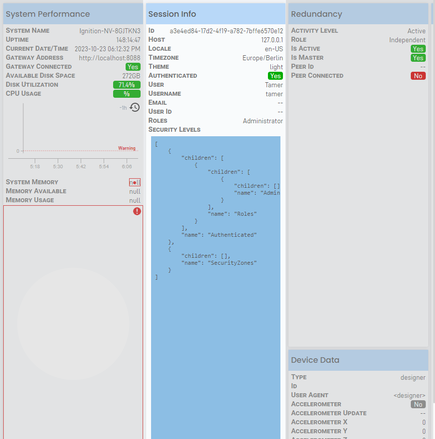 System Performance
SYSTEM NAME Ignition-NV-8GJTKN3
UPTIME 148:14:47
CURRENT DATE/TIME 2023-10-23 06:12:32 PM
GATEWAY ADDRESS http://localhost:8088
GATEWAY CONNECTED Yes
AVAILABLE DISK SPACE 272GB
DISK UTILIZATION 71.4%
CPU USAGE %
-1h
Warning
5:18 5:30 5:42 5:54 6:06
SYSTEM MEMORY null
MEMORY AVAILABLE null
MEMORY USAGE null
Session Info
ID a3e4ed84-17d2-4f19-a782-7bffe6570e12
HOST 127.0.0.1
LOCALE en-US
TIMEZONE Europe/Berlin
THEME light
AUTHENTICATED Yes
USER Tamer
USERNAME tamer
EMAIL --
USER ID --
ROLES Administrator
SECURITY LEVELS
[
{
"children": [
{
"children": [
{
"children": []
"name": "Admin
}
],
"name": "Roles"
}
],
"name": "Authenticated"
},
{
"children": [],
"name": "SecurityZones"
}
]
Redundancy
ACTIVITY LEVEL Active
ROLE Independent
IS ACTIVE Yes
IS MASTER Yes
PEER ID --
PEER CONNECTED No
Device Data
TYPE designer
ID
USER AGENT <designer>
ACCELEROMETER No
ACCELEROMETER UPDATE --
ACCELEROMETER X 0
ACCELEROMETER Y 0